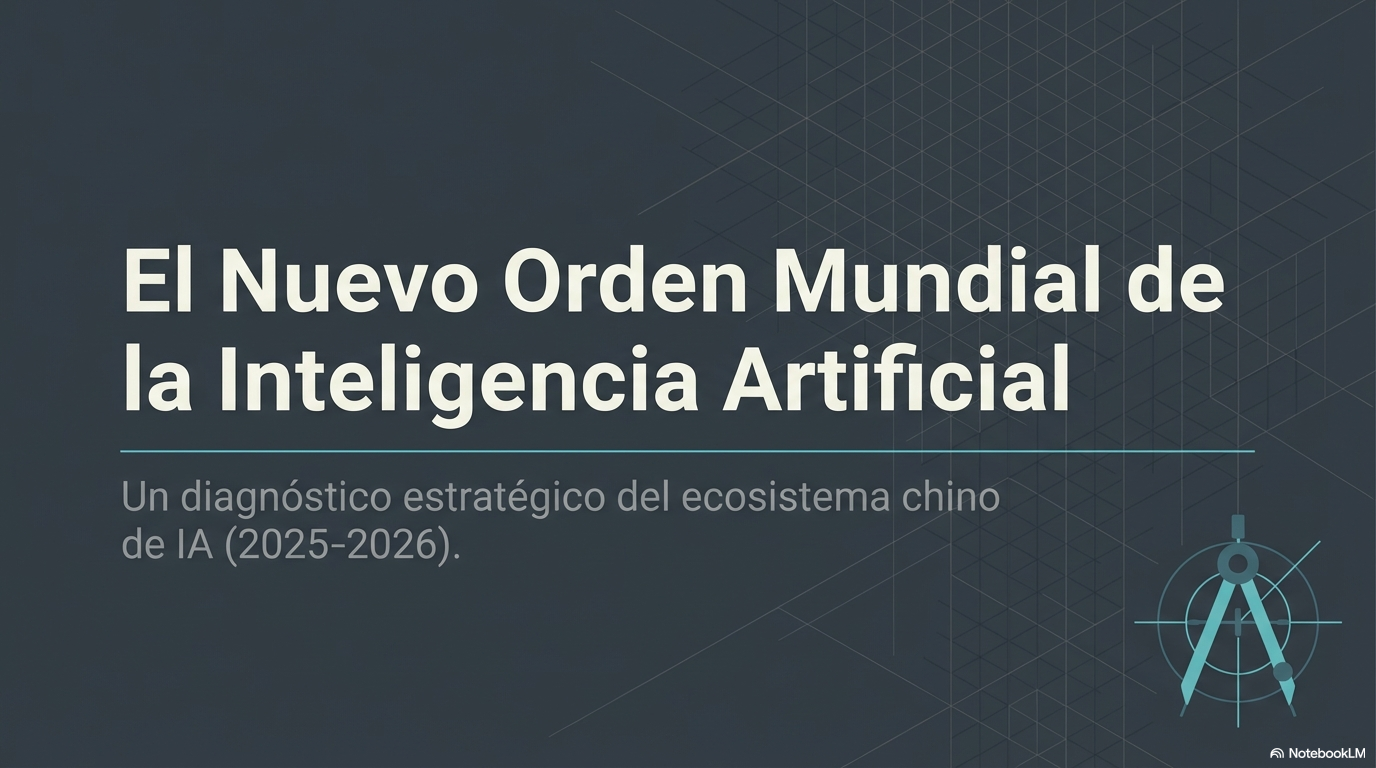 El Nuevo Orden Mundial de
la Inteligencia Artificial
Un diagnóstico estratégico del ecosistema chino
de IA (2025-2026).
NotebookLM